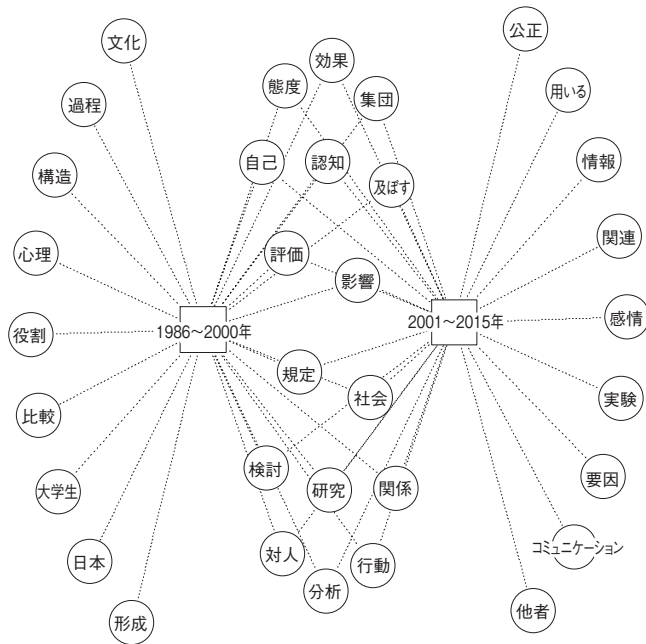 文化
過程
構造
心理
役割
比較
大学生
日本
形成
1986～2000年
効果
態度
集団
自己
認知
及ぼす
評価
影響
規定
社会
検討
研究
関係
対人
行動
分析
2001～2015年
公正
用いる
情報
関連
感情
実験
要因
コミュニケーション
他者